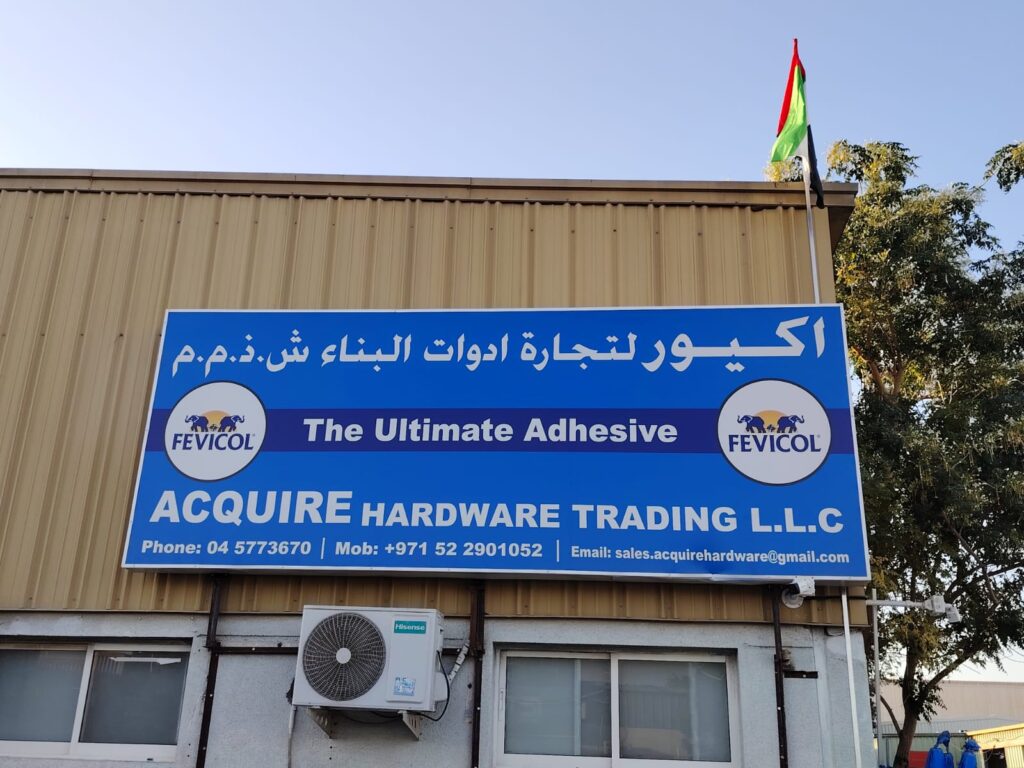 اكيور لتجارة ادوات البناء ش.ذ.م.م
FEVICOL
The Ultimate Adhesive
FEVICOL
ACQUIRE HARDWARE TRADING L.L.C
Phone: 04 5773670 | Mob: +971 52 2901052 | Email: sales.acquirehardware@gmail.com
Hisense